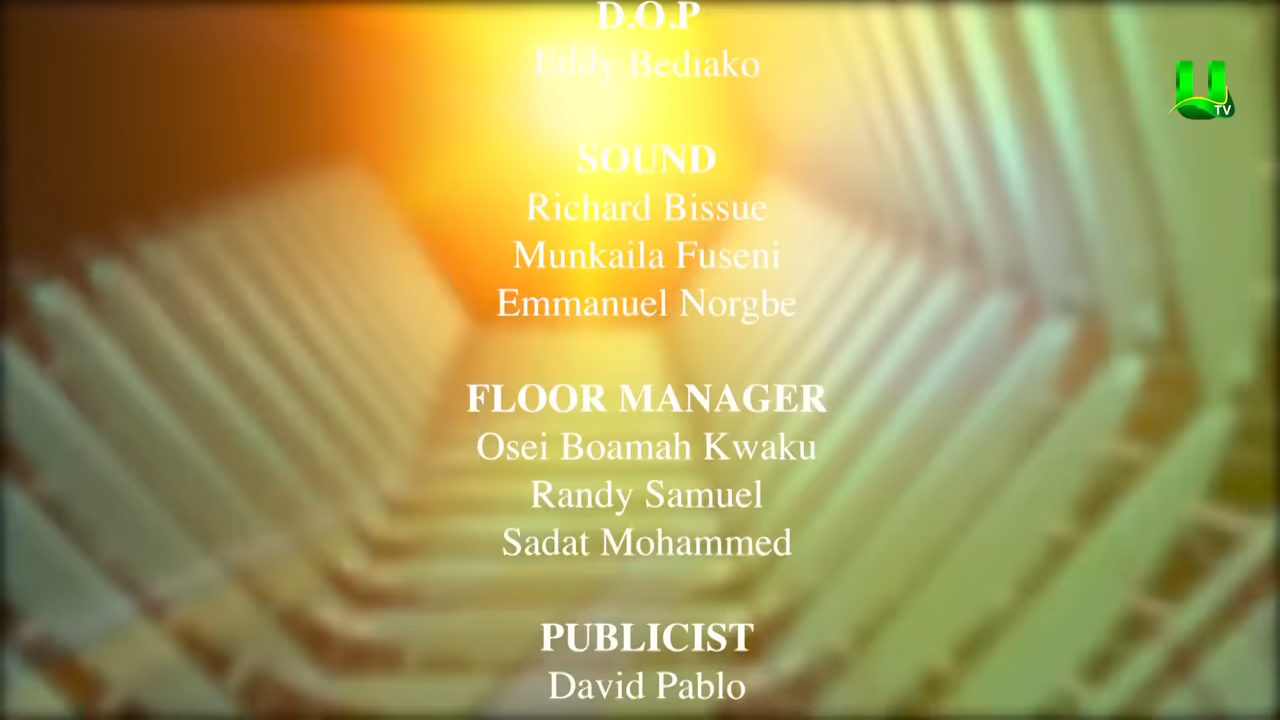 D.O.P
Eddy Bediako
U
TV
SOUND
Richard Bissue
Munkaila Fuseni
Emmanuel Norgbe
FLOOR MANAGER
Osei Boamah Kwaku
Randy Samuel
Sadat Mohammed
PUBLICIST
David Pablo